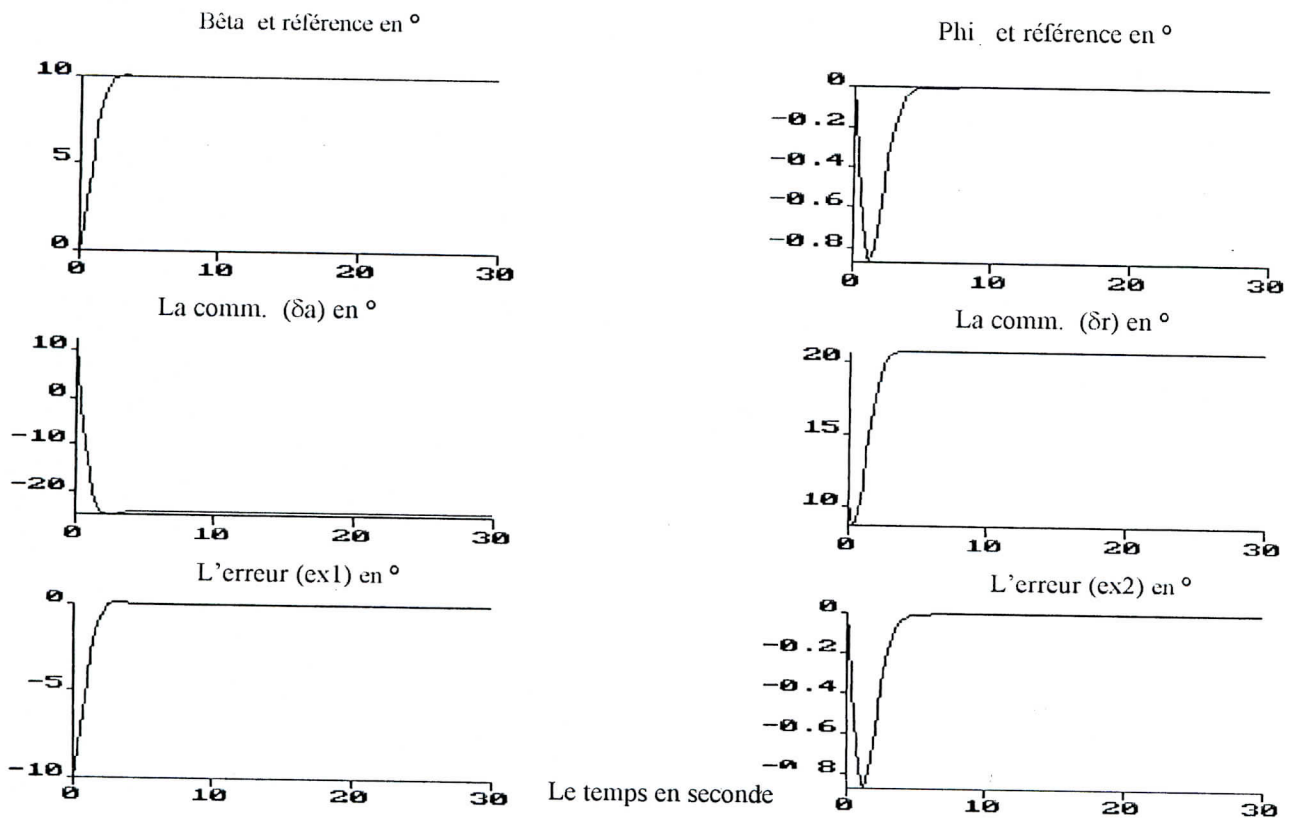 Bêta et référence en °
10
5
0
0 10 20 30
Phi et référence en °
0
-0.2
-0.4
-0.6
-0.8
0 10 20 30
La comm. (δa) en °
10
0
-10
-20
0 10 20 30
La comm. (δr) en °
20
15
10
0 10 20 30
L'erreur (ex1) en °
0
-5
-10
0 10 20 30
L'erreur (ex2) en °
0
-0.2
-0.4
-0.6
-0 8
0 10 20 30
Le temps en seconde